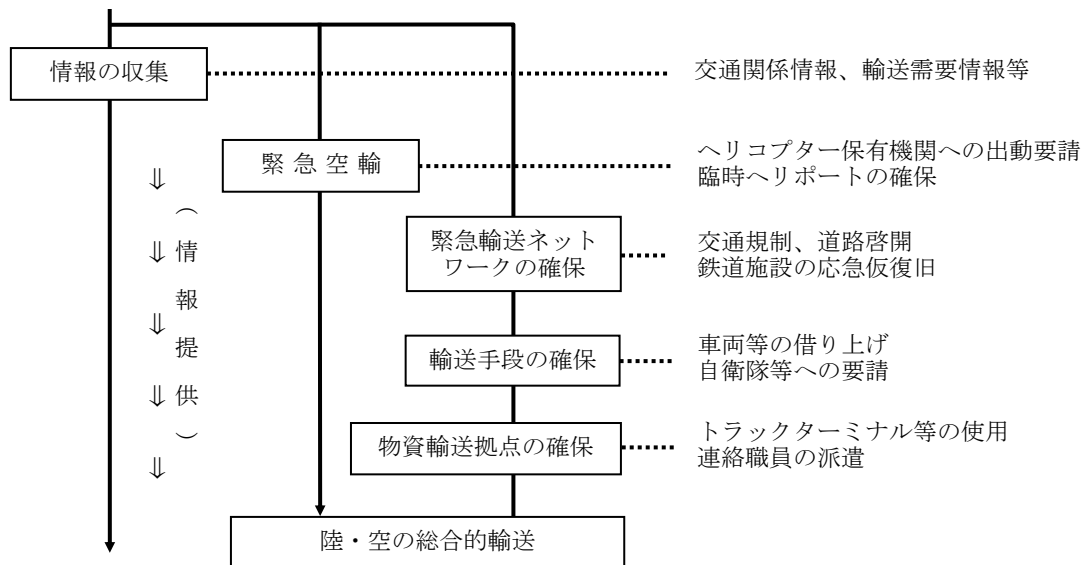 情報の収集
交通関係情報、輸送需要情報等
緊急空輸
ヘリコプター保有機関への出動要請
臨時ヘリポートの確保
⇓
⇓
⇓
⇓
⇓
（情報提供）
緊急輸送ネット
ワークの確保
交通規制、道路啓開
鉄道施設の応急仮復旧
輸送手段の確保
車両等の借り上げ
自衛隊等への要請
物資輸送拠点の確保
トラックターミナル等の使用
連絡職員の派遣
陸・空の総合的輸送